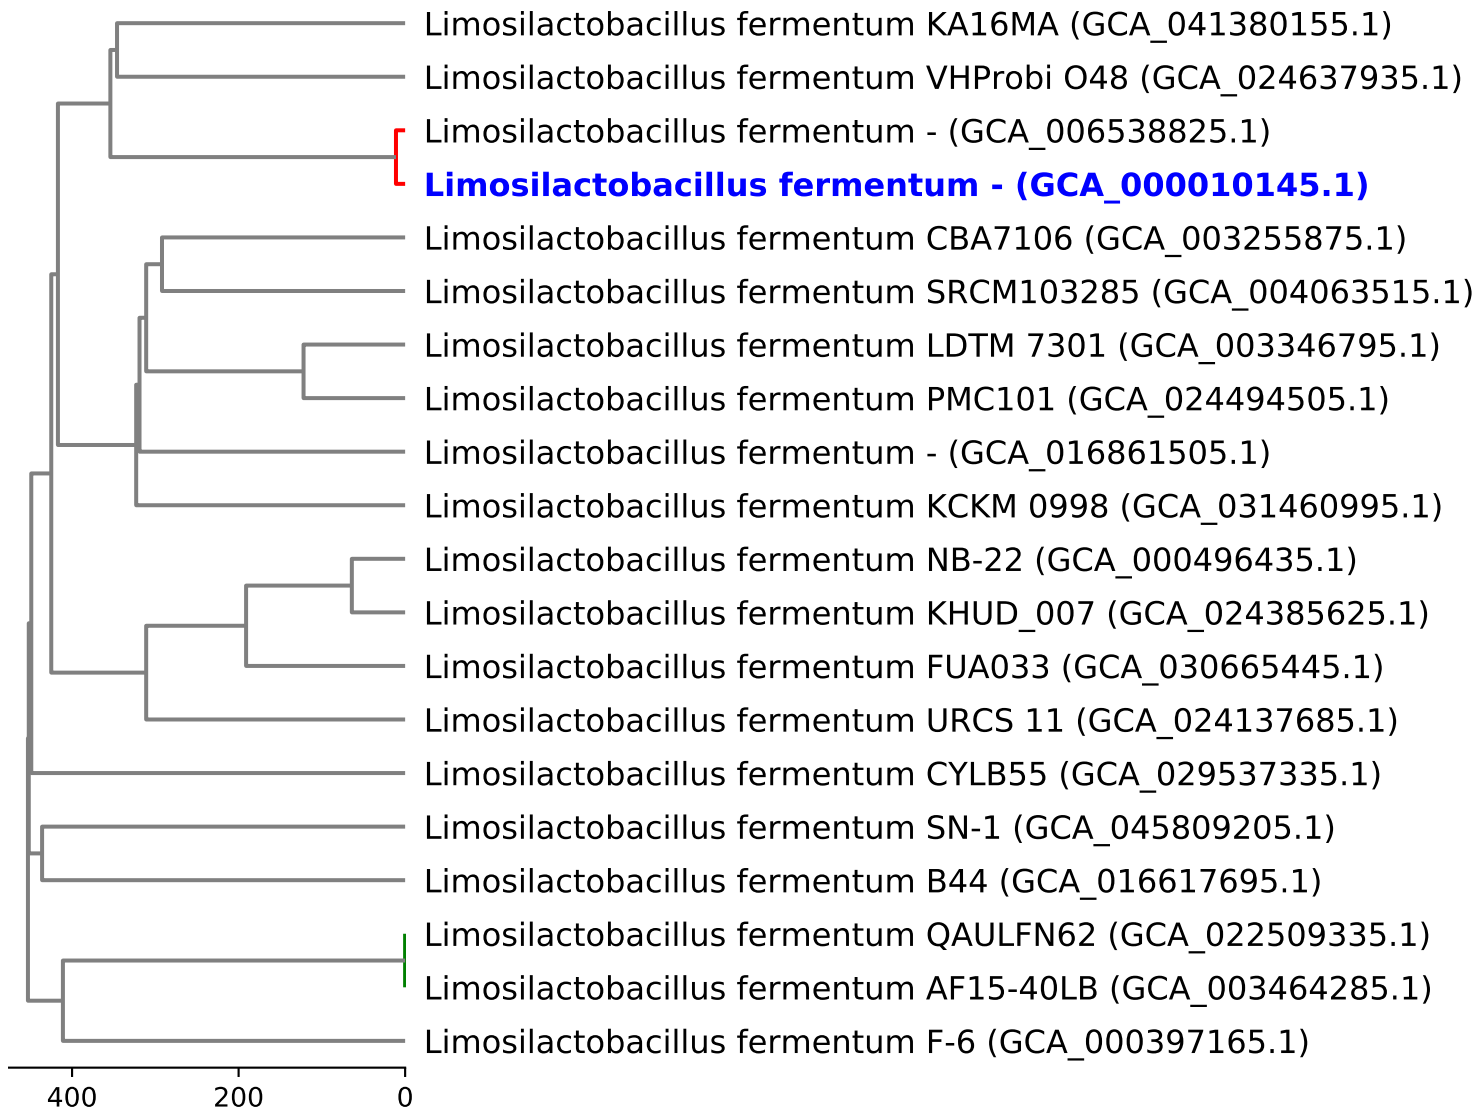 Limosilactobacillus fermentum KA16MA (GCA_041380155.1)
Limosilactobacillus fermentum VHProbi O48 (GCA_024637935.1)
Limosilactobacillus fermentum - (GCA_006538825.1)
Limosilactobacillus fermentum - (GCA_000010145.1)
Limosilactobacillus fermentum CBA7106 (GCA_003255875.1)
Limosilactobacillus fermentum SRCM103285 (GCA_004063515.1)
Limosilactobacillus fermentum LDTM 7301 (GCA_003346795.1)
Limosilactobacillus fermentum PMC101 (GCA_024494505.1)
Limosilactobacillus fermentum - (GCA_016861505.1)
Limosilactobacillus fermentum KCKM 0998 (GCA_031460995.1)
Limosilactobacillus fermentum NB-22 (GCA_000496435.1)
Limosilactobacillus fermentum KHUD_007 (GCA_024385625.1)
Limosilactobacillus fermentum FUA033 (GCA_030665445.1)
Limosilactobacillus fermentum URCS 11 (GCA_024137685.1)
Limosilactobacillus fermentum CYLB55 (GCA_029537335.1)
Limosilactobacillus fermentum SN-1 (GCA_045809205.1)
Limosilactobacillus fermentum B44 (GCA_016617695.1)
Limosilactobacillus fermentum QAULFN62 (GCA_022509335.1)
Limosilactobacillus fermentum AF15-40LB (GCA_003464285.1)
Limosilactobacillus fermentum F-6 (GCA_000397165.1)
400 200 0